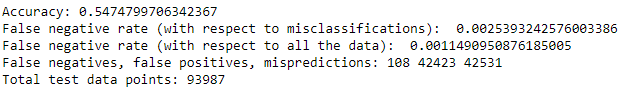 Accuracy: 0.5474799706342367
False negative rate (with respect to misclassifications):  0.0025393242576003386
False negative rate (with respect to all the data):  0.0011490950876185005
False negatives, false positives, mispredictions: 108 42423 42531
Total test data points: 93987